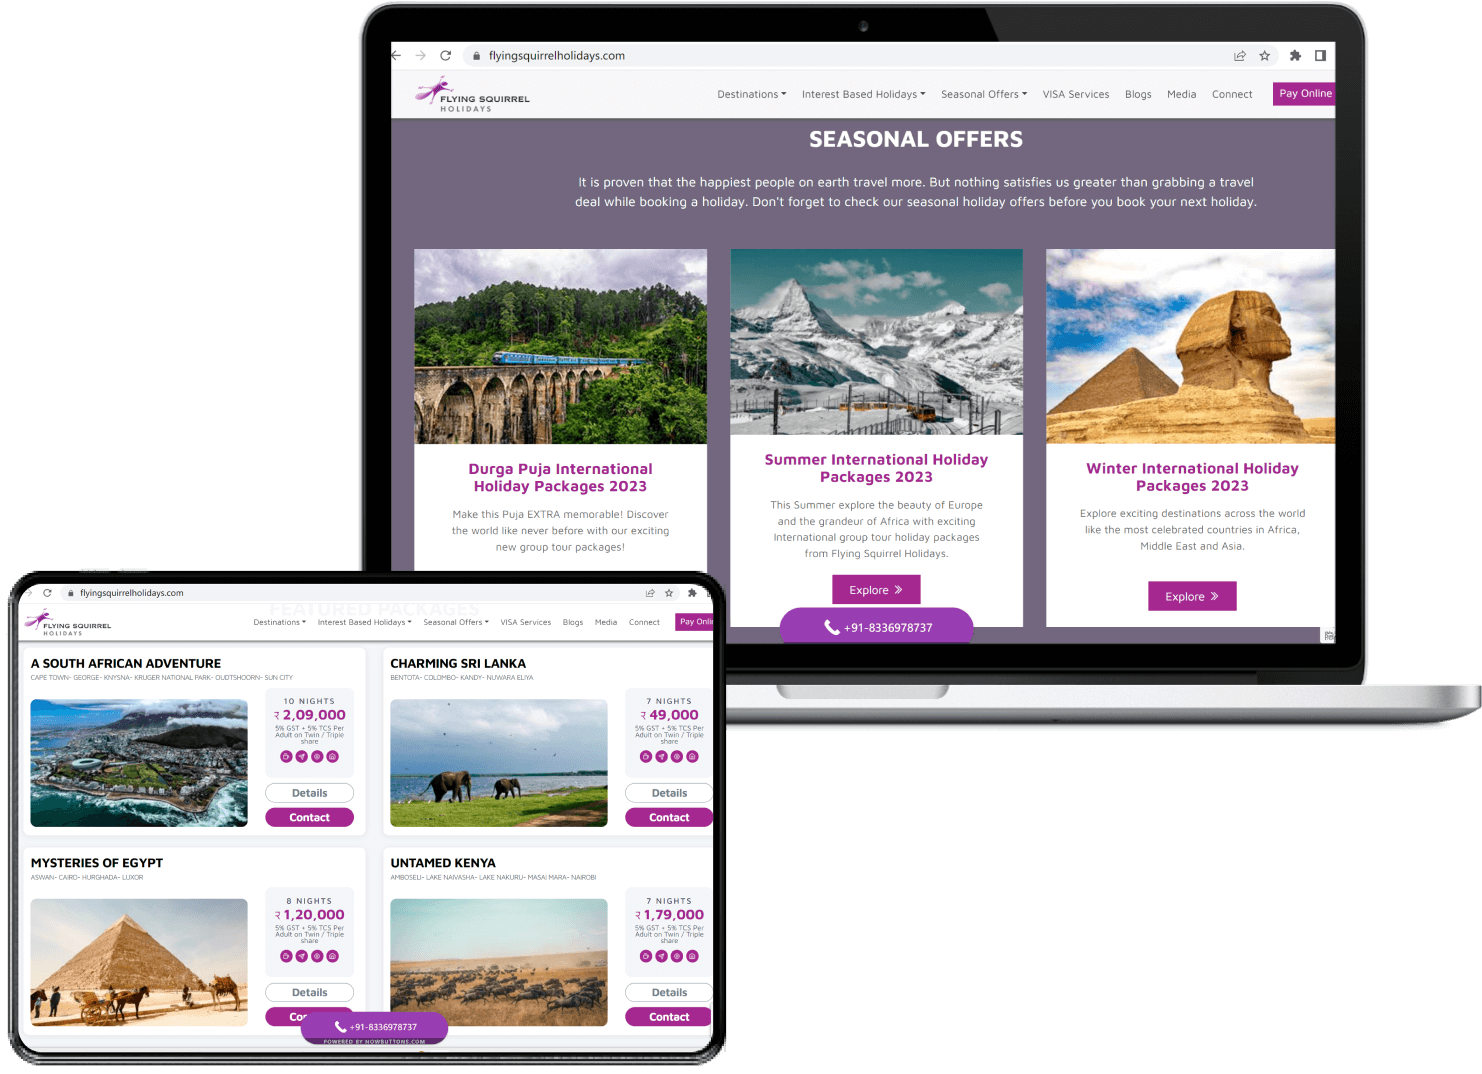 flyingsquirrelholidays.com
FLYING SQUIRREL
HOLIDAYS
Destinations
Interest Based Holidays
Seasonal Offers
VISA Services
Blogs
Media
Connect
Pay Online
SEASONAL OFFERS
It is proven that the happiest people on earth travel more. But nothing satisfies us greater than grabbing a travel
deal while booking a holiday. Don't forget to check our seasonal holiday offers before you book your next holiday.
Durga Puja International
Holiday Packages 2023
Make this Puja EXTRA memorable! Discover
the world like never before with our exciting
new group tour packages!
Summer International Holiday
Packages 2023
This Summer explore the beauty of Europe
and the grandeur of Africa with exciting
International group tour holiday packages
from Flying Squirrel Holidays.
Explore
Winter International Holiday
Packages 2023
Explore exciting destinations across the world
like the most celebrated countries in Africa,
Middle East and Asia.
Explore
+91-8336978737
flyingsquirrelholidays.com
FEATURED PACKAGES
FLYING SQUIRREL
HOLIDAYS
Destinations
Interest Based Holidays
Seasonal Offers
VISA Services
Blogs
Media
Connect
Pay Onlin
A SOUTH AFRICAN ADVENTURE
CAPE TOWN- GEORGE- KNYSNA- KRUGER NATIONAL PARK- OUDTSHOORN- SUN CITY
10 NIGHTS
₹ 2,09,000
5% GST + 5% TCS Per
Adult on Twin / Triple
share
Details
Contact
CHARMING SRI LANKA
BENTOTA- COLOMBO- KANDY- NUWARA ELIYA
7 NIGHTS
₹ 49,000
5% GST + 5% TCS Per
Adult on Twin / Triple
share
Details
Contact
MYSTERIES OF EGYPT
ASWAN- CAIRO- HURGHADA- LUXOR
8 NIGHTS
₹ 1,20,000
5% GST + 5% TCS Per
Adult on Twin / Triple
share
Details
Co
UNTAMED KENYA
AMBOSELI- LAKE NAIVASHA- LAKE NAKURU- MASAI MARA- NAIROBI
7 NIGHTS
₹ 1,79,000
5% GST + 5% TCS Per
Adult on Twin / Triple
share
Details
Contact
+91-8336978737
POWERED BY NOWBUTTONS.COM